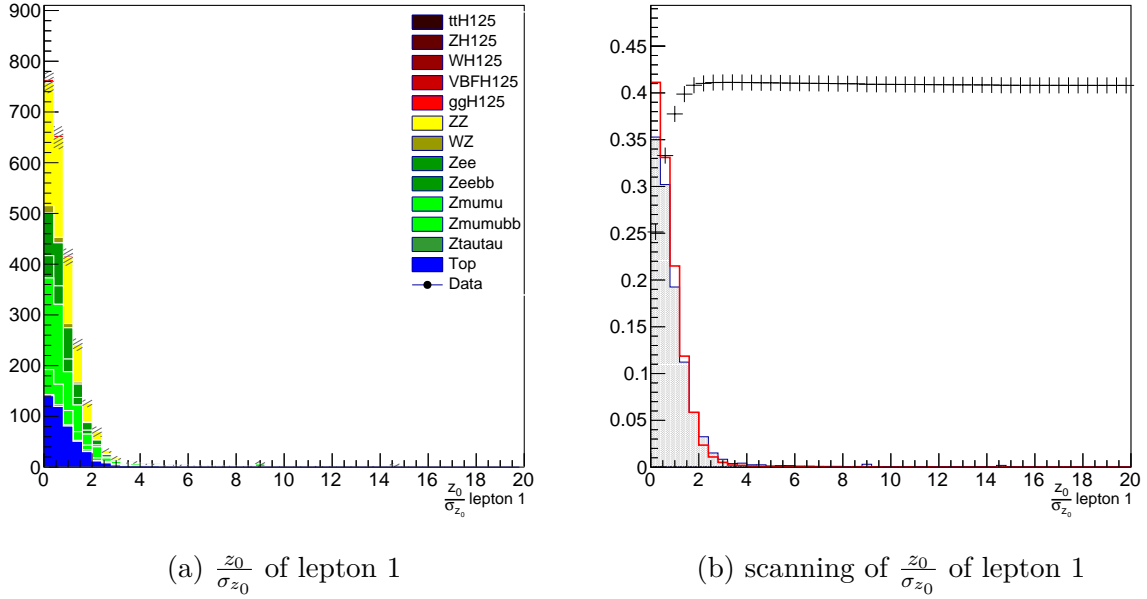 900
800
700
600
500
400
300
200
100
0
0 2 4 6 8 10 12 14 16 18 20
z₀
σ_z₀ lepton 1
ttH125
ZH125
WH125
VBFH125
ggH125
ZZ
WZ
Zee
Zeebb
Zmumu
Zmumubb
Ztautau
Top
Data
0.45
0.4
0.35
0.3
0.25
0.2
0.15
0.1
0.05
0
0 2 4 6 8 10 12 14 16 18 20
z₀
σ_z₀ lepton 1
(a) z₀/σ_z₀ of lepton 1
(b) scanning of z₀/σ_z₀ of lepton 1